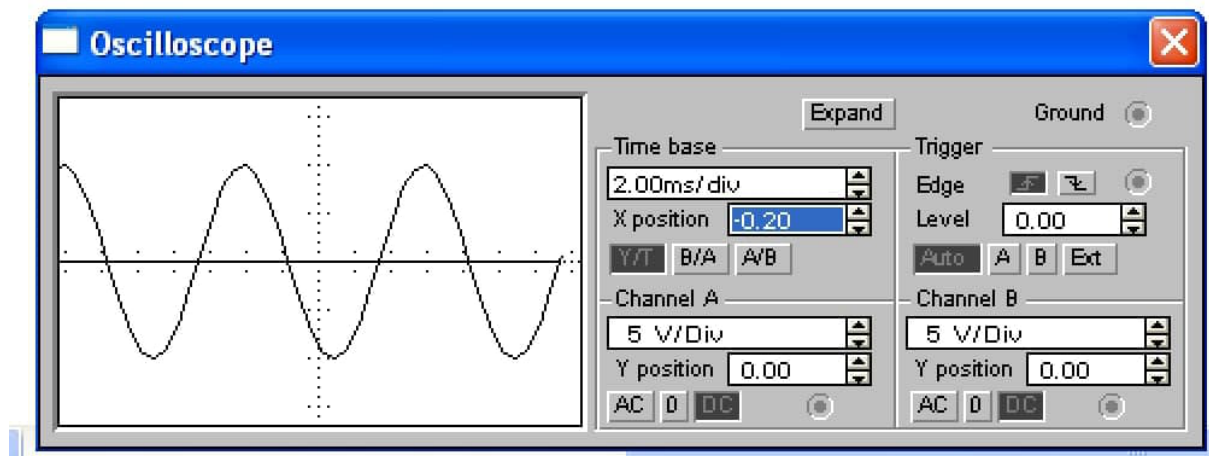 Oscilloscope
Expand
Ground
Time base
2.00ms/div
X position -0.20
Y/T B/A A/B
Trigger
Edge
Level 0.00
Auto A B Ext
Channel A
5 V/Div
Y position 0.00
AC 0 DC
Channel B
5 V/Div
Y position 0.00
AC 0 DC